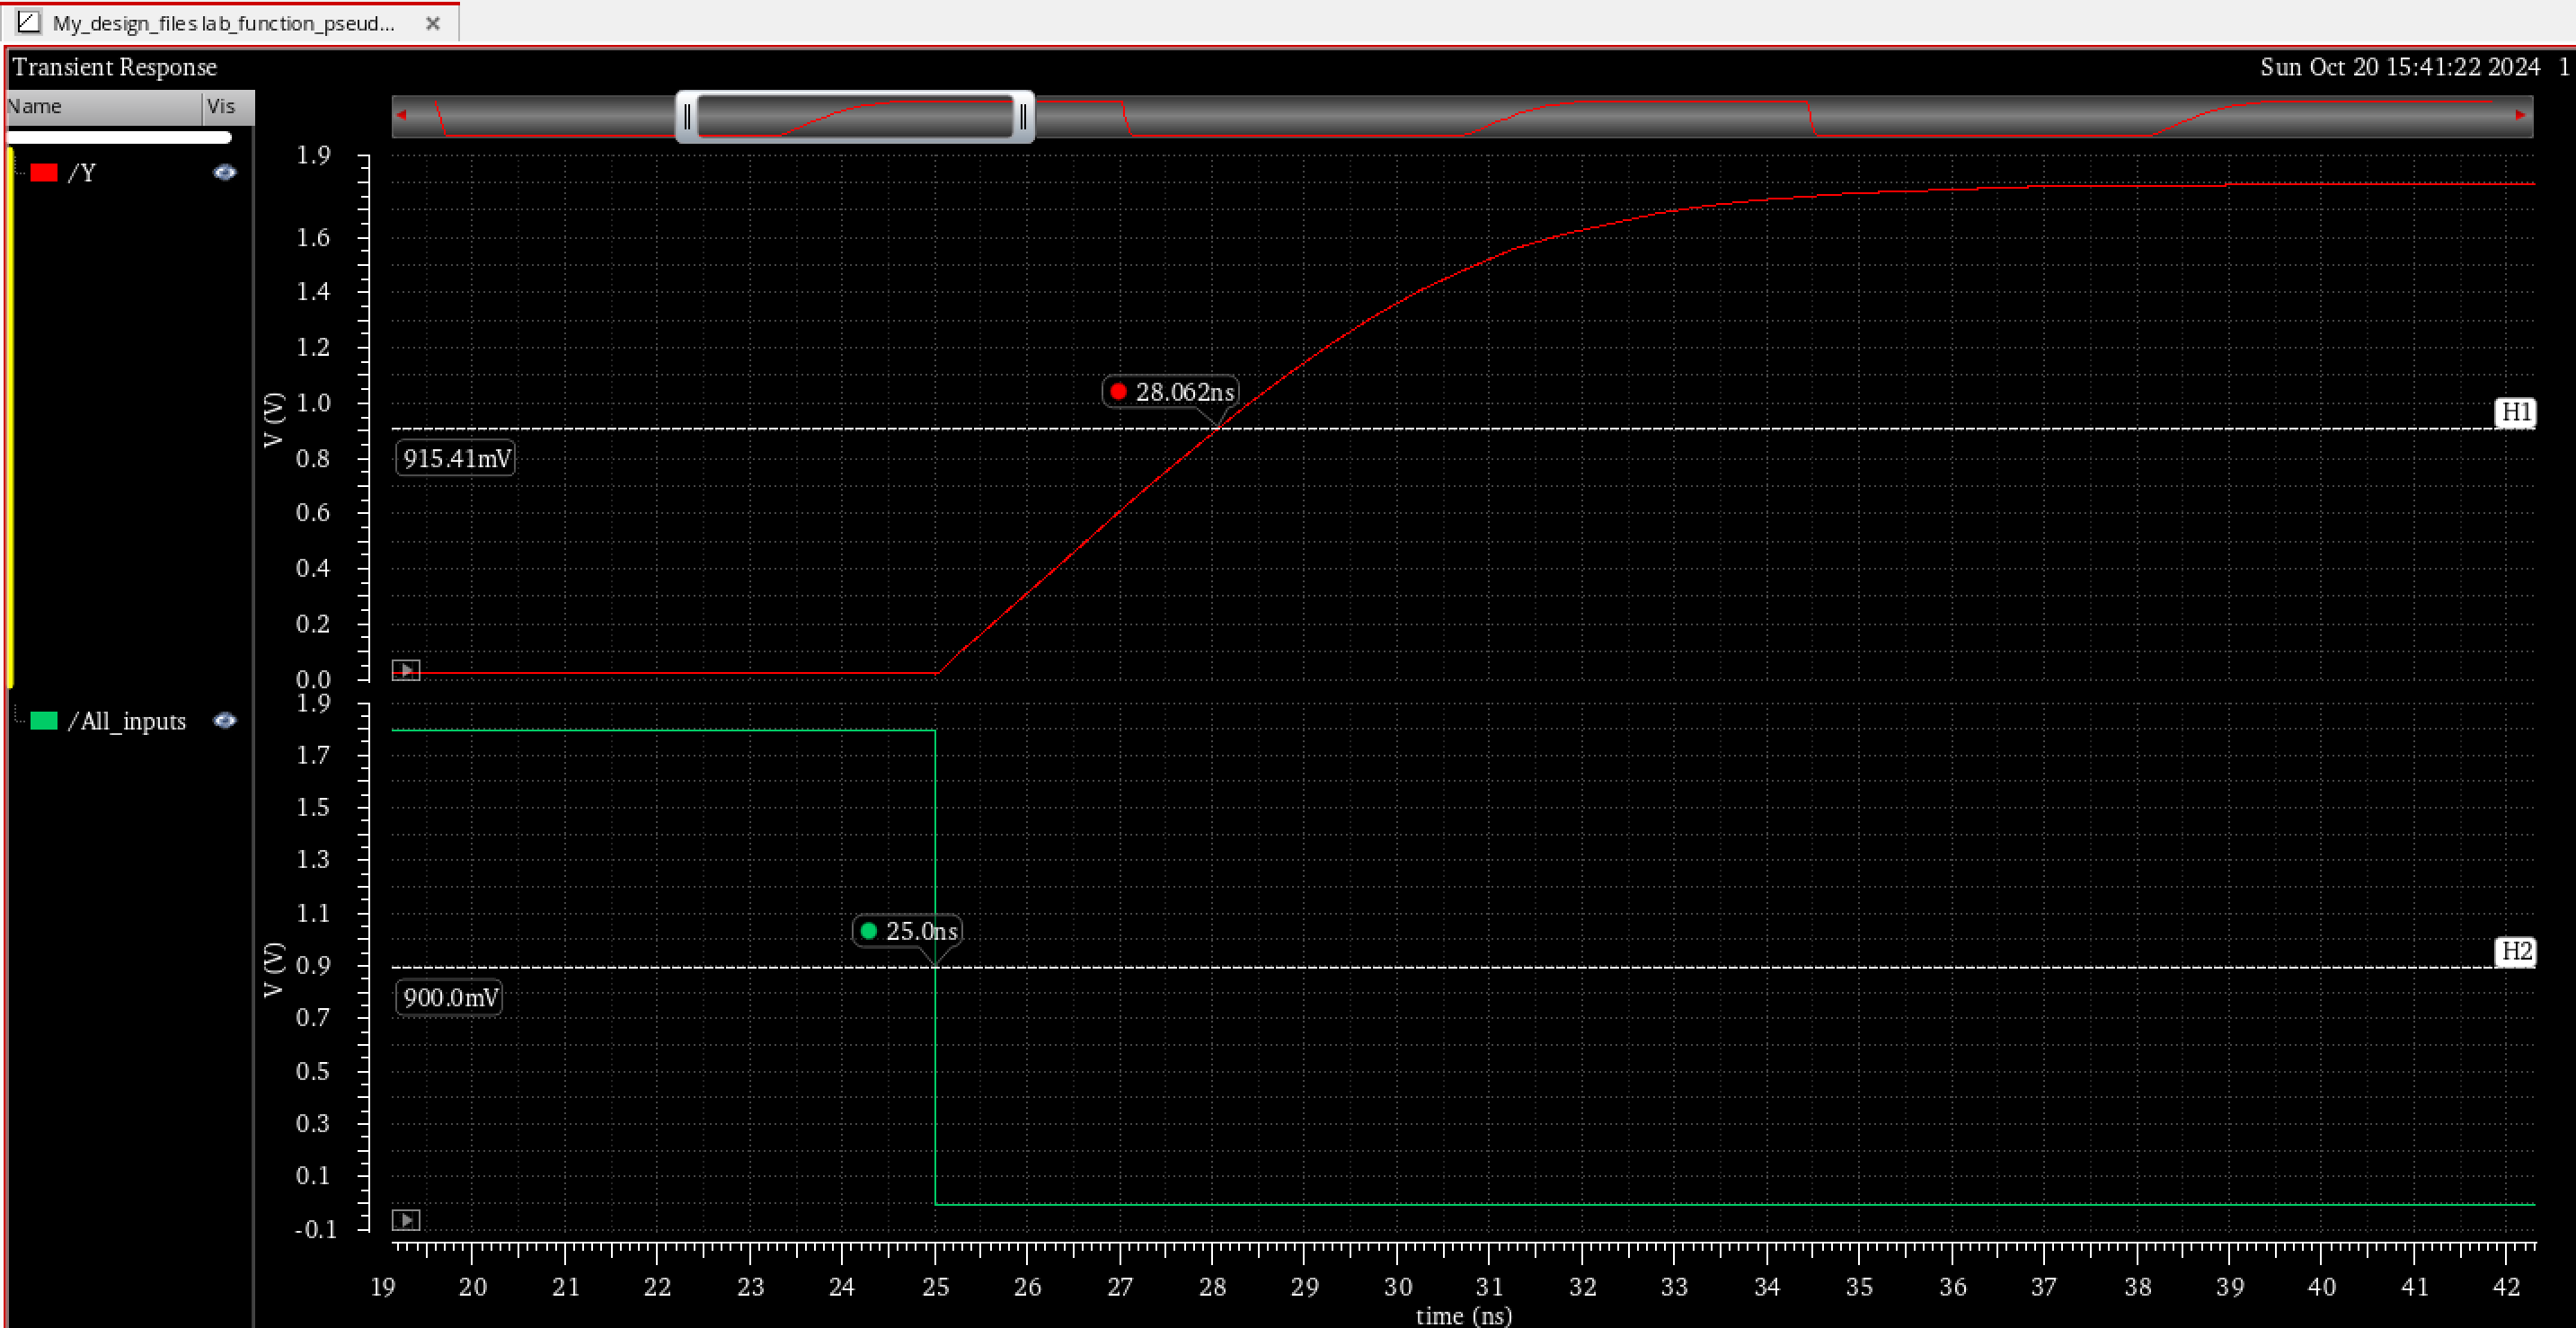 My_design_files lab_function_pseud...
Transient Response
Sun Oct 20 15:41:22 2024 1
Name Vis
/Y
1.9
1.6
1.4
1.2
1.0
0.8
0.6
0.4
0.2
0.0
V (V)
28.062ns
H1
915.41mV
/All_inputs
1.9
1.7
1.5
1.3
1.1
0.9
0.7
0.5
0.3
0.1
-0.1
V (V)
25.0ns
H2
900.0mV
19 20 21 22 23 24 25 26 27 28 29 30 31 32 33 34 35 36 37 38 39 40 41 42
time (ns)